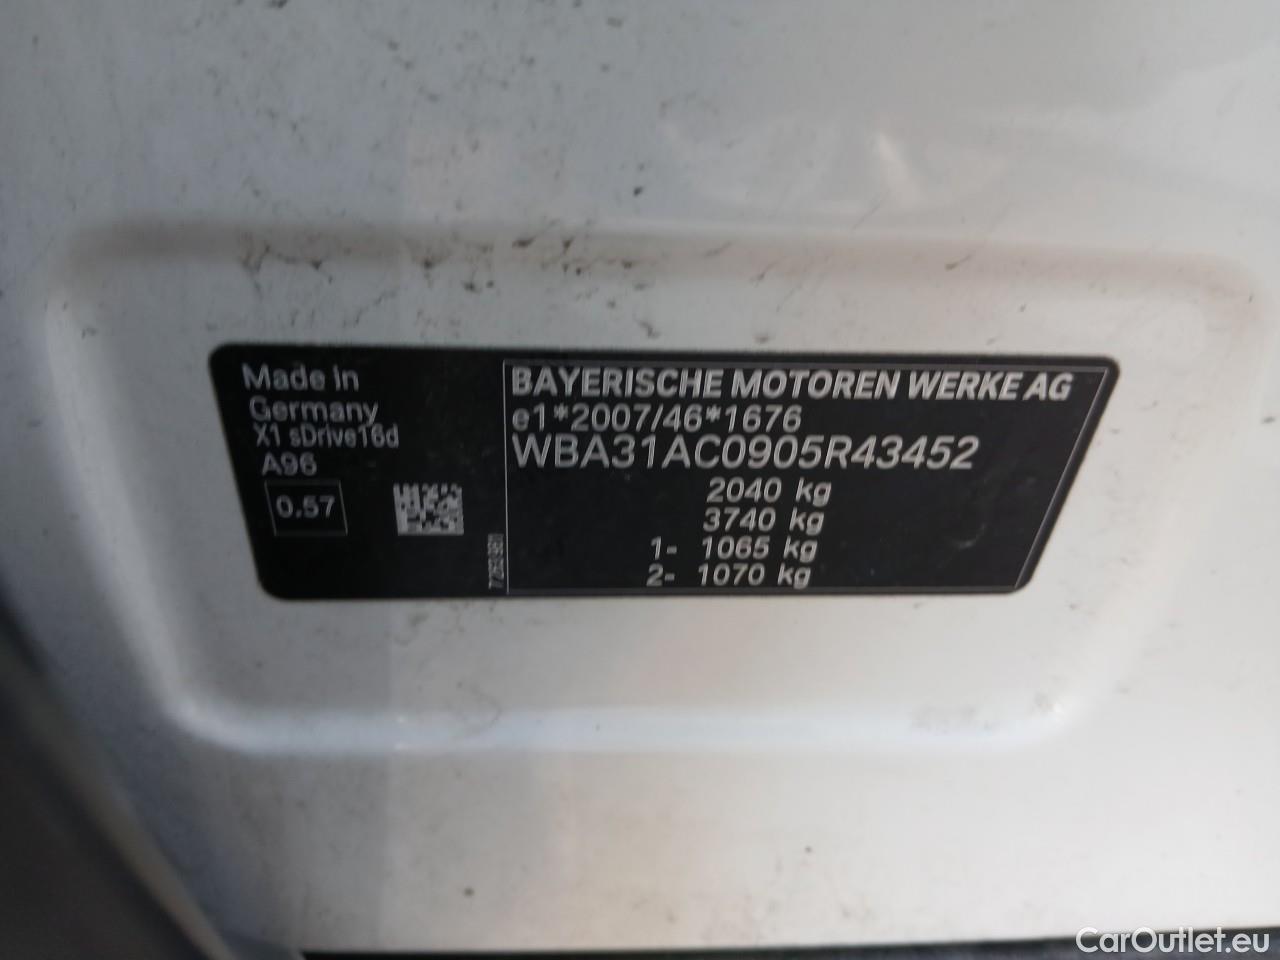 Made in
Germany
X1 sDrive16d
A96
0.57
BAYERISCHE MOTOREN WERKE AG
e1*2007/46*1676
WBA31AC0905R43452
2040 kg
3740 kg
1- 1065 kg
2- 1070 kg
CarOutlet.eu